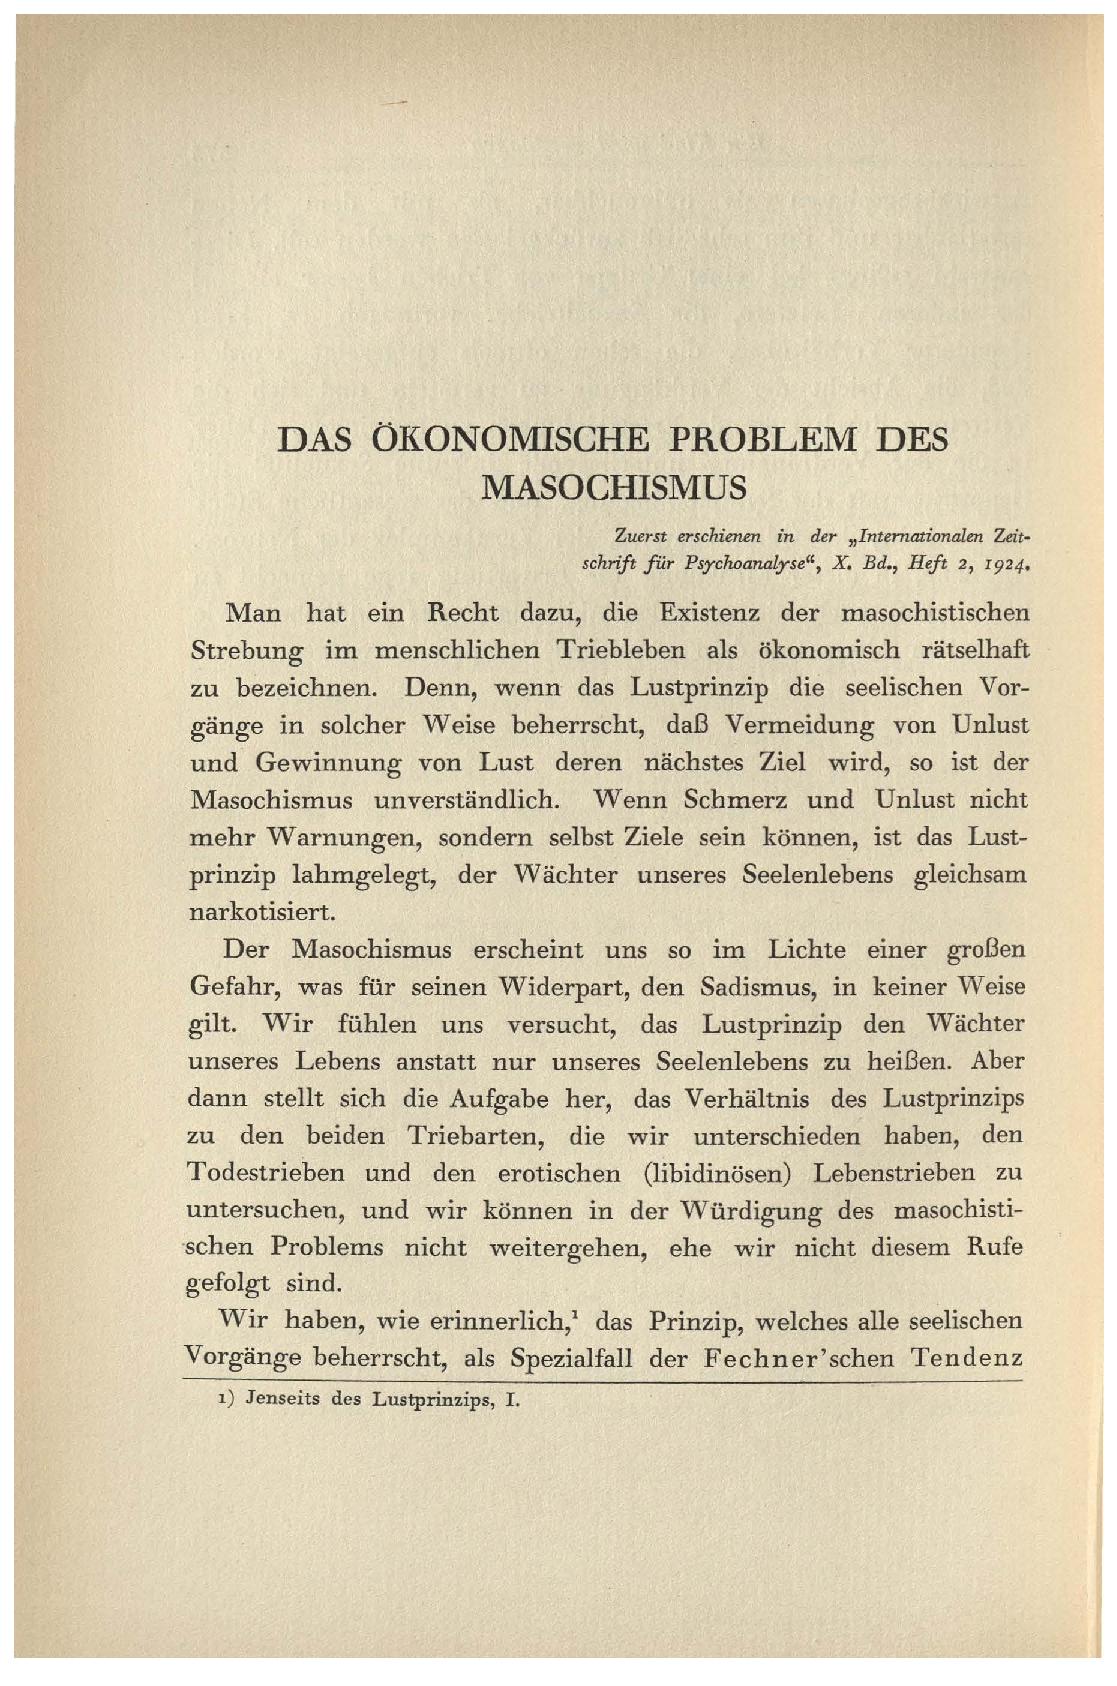 DAS ÖKONOMISCHE PROBLEM DES
MASOCHISMUS
Zuerst erschienen in der „Internationalen Zeit-
schrift für Psychoanalyse“, X. Bd., Heft 2, 1924.
Man hat ein Recht dazu, die Existenz der masochistischen
Strebung im menschlichen Triebleben als ökonomisch rätselhaft
zu bezeichnen. Denn, wenn das Lustprinzip die seelischen Vor-
gänge in solcher Weise beherrscht, daß Vermeidung von Unlust
und Gewinnung von Lust deren nächstes Ziel wird, so ist der
Masochismus unverständlich. Wenn Schmerz und Unlust nicht
mehr Warnungen, sondern selbst Ziele sein können, ist das Lust-
prinzip lahmgelegt, der Wächter unseres Seelenlebens gleichsam
narkotisiert.
Der Masochismus erscheint uns so im Lichte einer großen
Gefahr, was für seinen Widerpart, den Sadismus, in keiner Weise
gilt. Wir fühlen uns versucht, das Lustprinzip den Wächter
unseres Lebens anstatt nur unseres Seelenlebens zu heißen. Aber
dann stellt sich die Aufgabe her, das Verhältnis des Lustprinzips
zu den beiden Triebarten, die wir unterschieden haben, den
Todestrieben und den erotischen (libidinösen) Lebenstrieben zu
untersuchen, und wir können in der Würdigung des masochisti-
schen Problems nicht weitergehen, ehe wir nicht diesem Rufe
gefolgt sind.
Wir haben, wie erinnerlich,¹ das Prinzip, welches alle seelischen
Vorgänge beherrscht, als Spezialfall der Fechner’schen Tendenz
1) Jenseits des Lustprinzips, I.